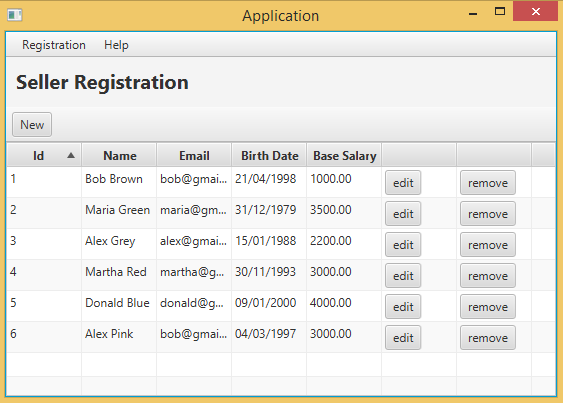 Application
Registration Help
Seller Registration
New
Id Name Email Birth Date Base Salary
1 Bob Brown bob@gmai... 21/04/1998 1000.00 edit remove
2 Maria Green maria@gm... 31/12/1979 3500.00 edit remove
3 Alex Grey alex@gmai... 15/01/1988 2200.00 edit remove
4 Martha Red martha@g... 30/11/1993 3000.00 edit remove
5 Donald Blue donald@g... 09/01/2000 4000.00 edit remove
6 Alex Pink bob@gmai... 04/03/1997 3000.00 edit remove